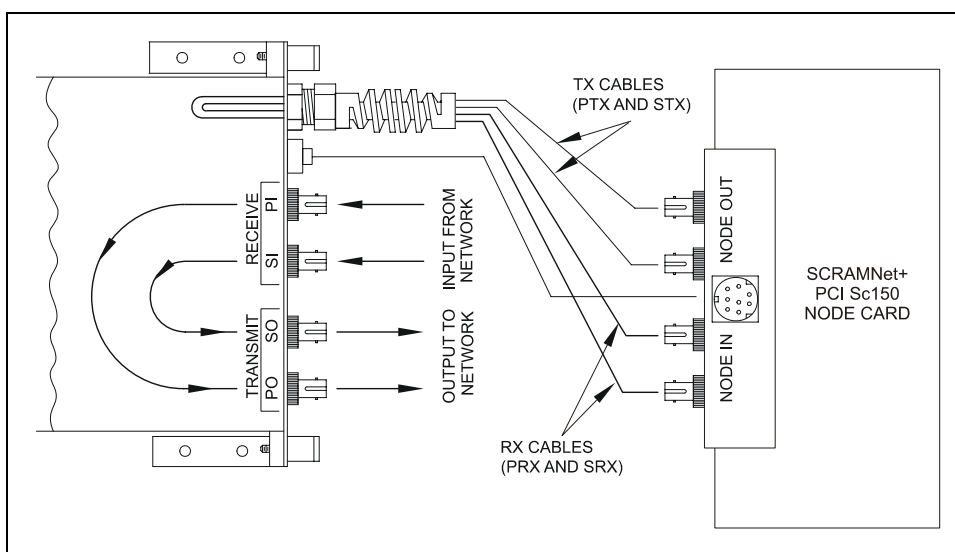 TX CABLES
(PTX AND STX)
RECEIVE
PI
SI
INPUT FROM
NETWORK
TRANSMIT
SO
PO
OUTPUT TO
NETWORK
NODE OUT
NODE IN
SCRAMNet+
PCI Sc150
NODE CARD
RX CABLES
(PRX AND SRX)